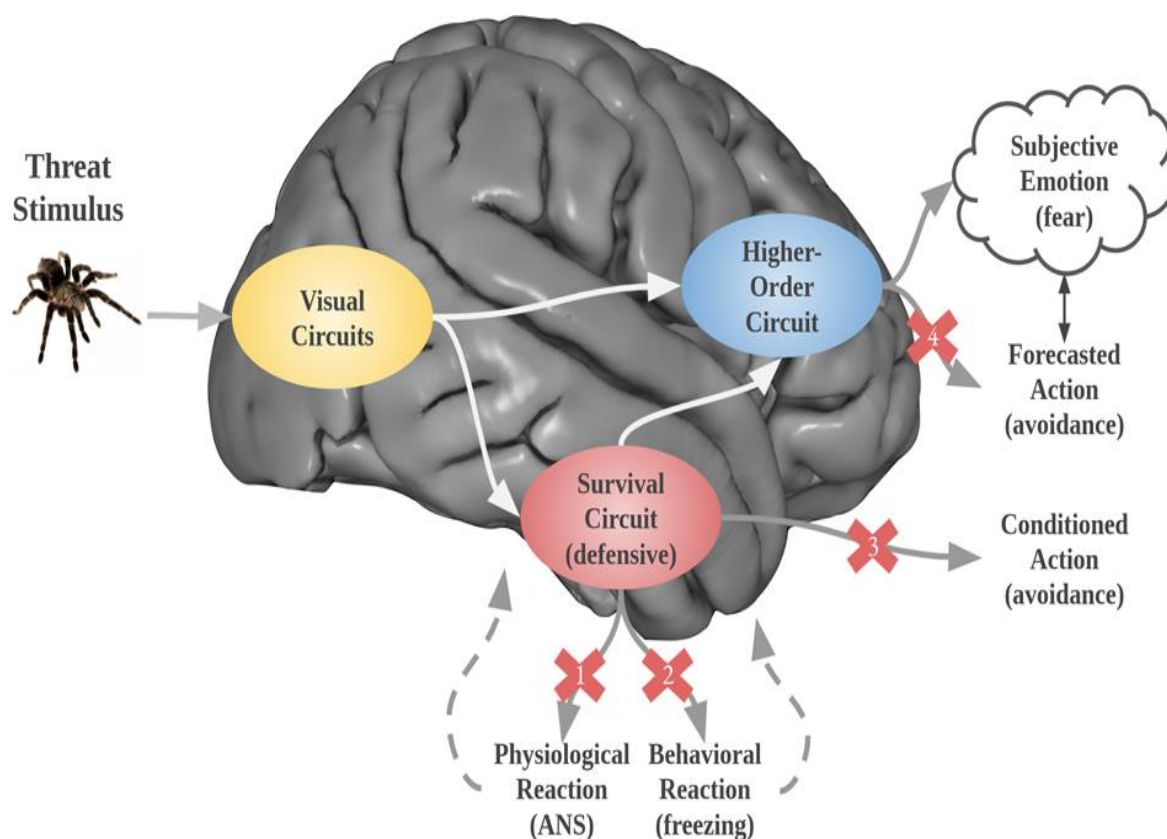 Threat
Stimulus
Visual
Circuits
Higher-
Order
Circuit
Subjective
Emotion
(fear)
4
Forecasted
Action
(avoidance)
Survival
Circuit
(defensive)
3
Conditioned
Action
(avoidance)
1
2
Physiological
Reaction
(ANS)
Behavioral
Reaction
(freezing)